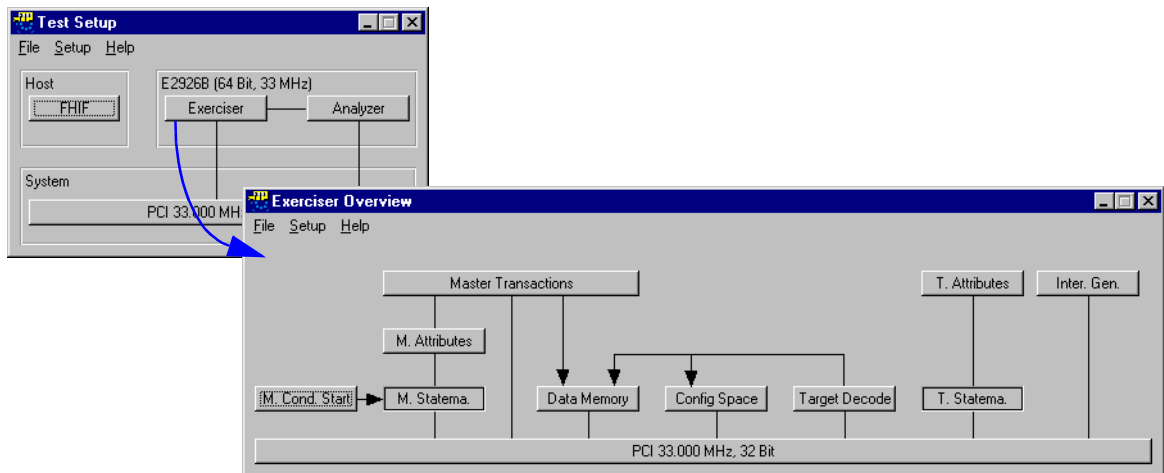 Test Setup
File Setup Help
Host
FHIF
E2926B (64 Bit, 33 MHz)
Exerciser
Analyzer
System
PCI 33.000 MH
Exerciser Overview
File Setup Help
Master Transactions
T. Attributes
Inter. Gen.
M. Attributes
M. Cond. Start
M. Statema.
Data Memory
Config Space
Target Decode
T. Statema.
PCI 33.000 MHz, 32 Bit